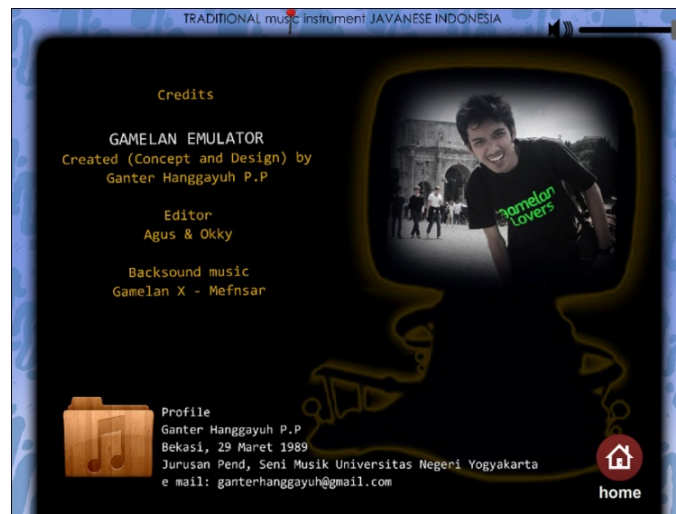 TRADITIONAL music instrument JAVANESE INDONESIA
Credits
GAMELAN EMULATOR
Created (Concept and Design) by
Ganter Hanggayuh P.P
Editor
Agus & Okky
Backsound music
Gamelan X - Mefnsar
Gamelan
Lovers
Profile
Ganter Hanggayuh P.P
Bekasi, 29 Maret 1989
Jurusan Pend, Seni Musik Universitas Negeri Yogyakarta
e mail: ganterhanggayuh@gmail.com
home